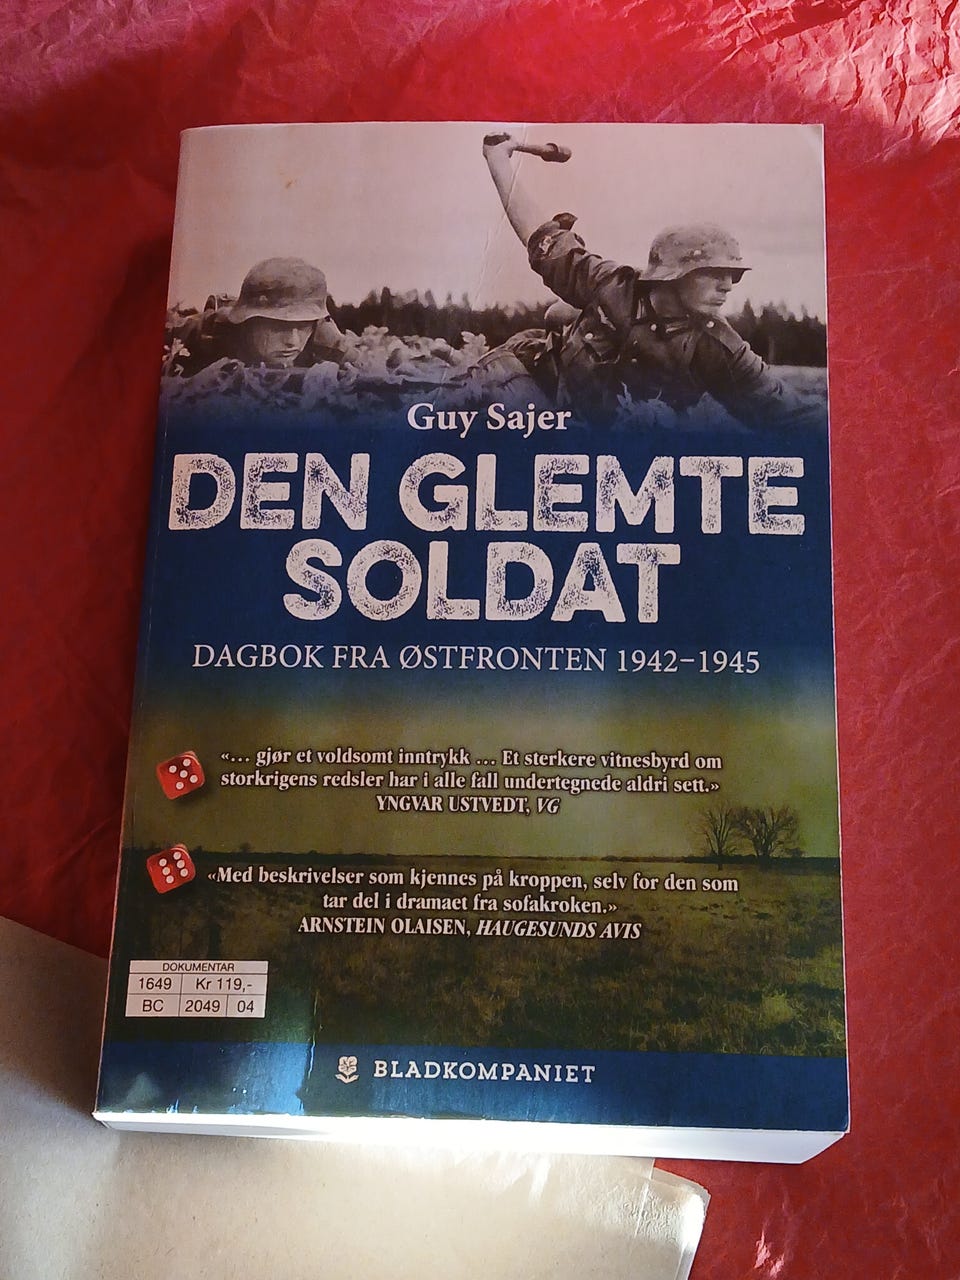 Guy Sajer
DEN GLEMTE
SOLDAT
DAGBOK FRA ØSTFRONTEN 1942–1945
«... gjør et voldsomt inntrykk ... Et sterkere vitnesbyrd om
storkrigens redsler har i alle fall undertegnede aldri sett.»
YNGVAR USTVEDT, VG
«Med beskrivelser som kjennes på kroppen, selv for den som
tar del i dramaet fra sofakroken.»
ARNSTEIN OLAISEN, HAUGESUNDS AVIS
DOKUMENTAR
1649 Kr 119,-
BC 2049 04
BLADKOMPANIET